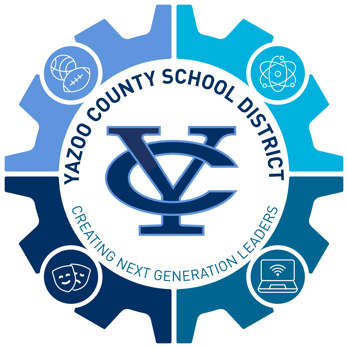 YAZOO COUNTY SCHOOL DISTRICT
YC
CREATING NEXT GENERATION LEADERS